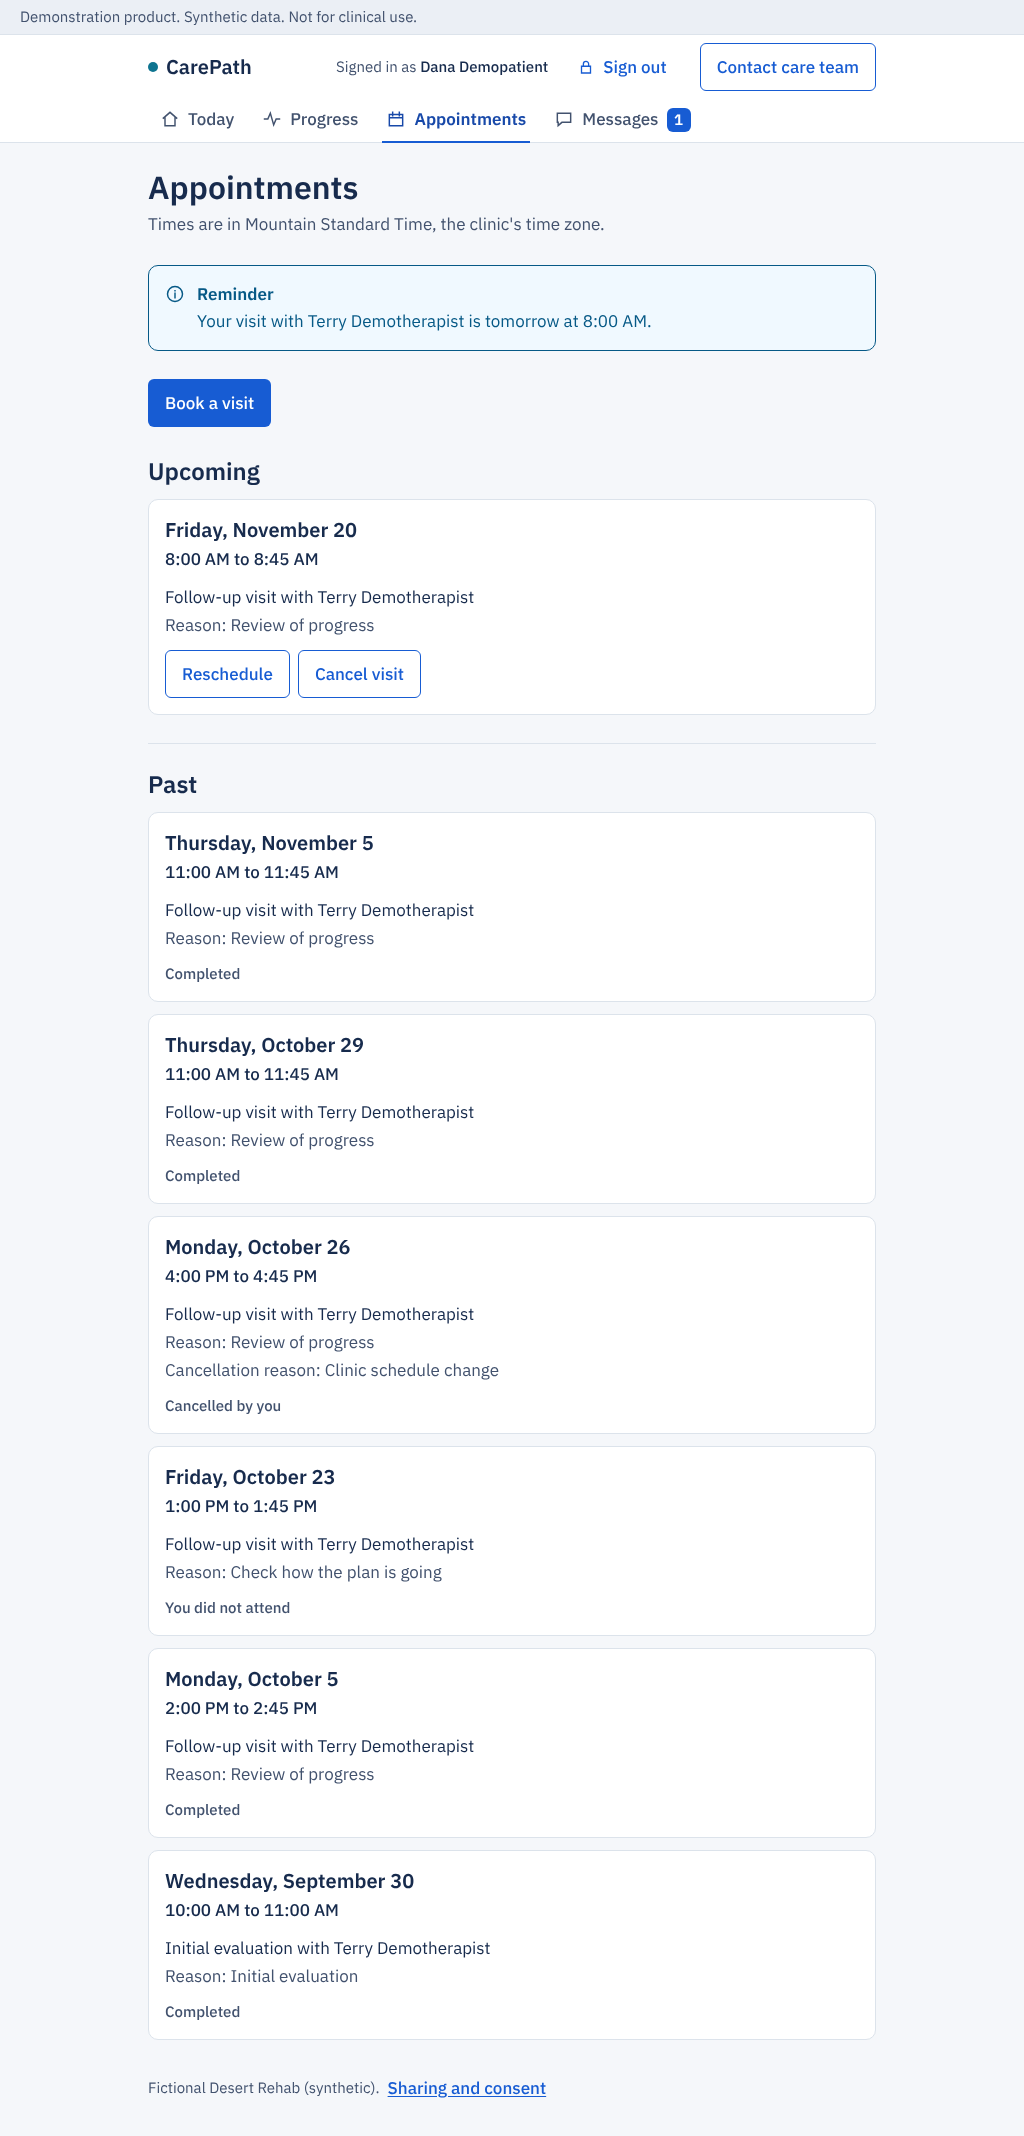 Demonstration product. Synthetic data. Not for clinical use.
CarePath
Signed in as Dana Demopatient
Sign out
Contact care team
Today
Progress
Appointments
Messages 1
Appointments
Times are in Mountain Standard Time, the clinic's time zone.
Reminder
Your visit with Terry Demotherapist is tomorrow at 8:00 AM.
Book a visit
Upcoming
Friday, November 20
8:00 AM to 8:45 AM
Follow-up visit with Terry Demotherapist
Reason: Review of progress
Reschedule
Cancel visit
Past
Thursday, November 5
11:00 AM to 11:45 AM
Follow-up visit with Terry Demotherapist
Reason: Review of progress
Completed
Thursday, October 29
11:00 AM to 11:45 AM
Follow-up visit with Terry Demotherapist
Reason: Review of progress
Completed
Monday, October 26
4:00 PM to 4:45 PM
Follow-up visit with Terry Demotherapist
Reason: Review of progress
Cancellation reason: Clinic schedule change
Cancelled by you
Friday, October 23
1:00 PM to 1:45 PM
Follow-up visit with Terry Demotherapist
Reason: Check how the plan is going
You did not attend
Monday, October 5
2:00 PM to 2:45 PM
Follow-up visit with Terry Demotherapist
Reason: Review of progress
Completed
Wednesday, September 30
10:00 AM to 11:00 AM
Initial evaluation with Terry Demotherapist
Reason: Initial evaluation
Completed
Fictional Desert Rehab (synthetic). Sharing and consent